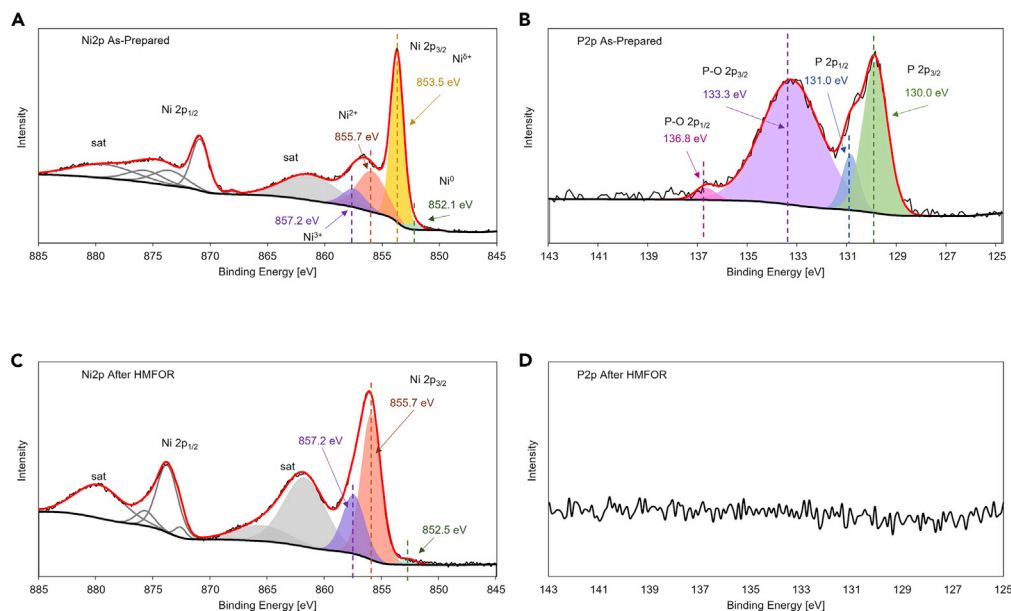 A
Ni2p As-Prepared
Ni 2p3/2
Niδ+
853.5 eV
Ni 2p1/2
Ni2+
855.7 eV
sat
sat
Ni0
852.1 eV
857.2 eV
Ni3+
Intensity
885 880 875 870 865 860 855 850 845
Binding Energy [eV]
B
P2p As-Prepared
P-O 2p3/2
133.3 eV
P 2p1/2
131.0 eV
P 2p3/2
130.0 eV
P-O 2p1/2
136.8 eV
Intensity
143 141 139 137 135 133 131 129 127 125
Binding Energy [eV]
C
Ni2p After HMFOR
Ni 2p3/2
855.7 eV
857.2 eV
Ni 2p1/2
sat
sat
852.5 eV
Intensity
885 880 875 870 865 860 855 850 845
Binding Energy [eV]
D
P2p After HMFOR
Intensity
143 141 139 137 135 133 131 129 127 125
Binding Energy [eV]